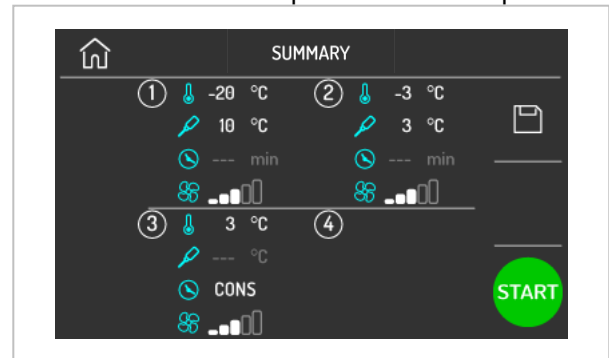 SUMMARY
1 -20 °C 2 -3 °C
10 °C 3 °C
--- min --- min
3 3 °C 4
--- °C
CONS
START